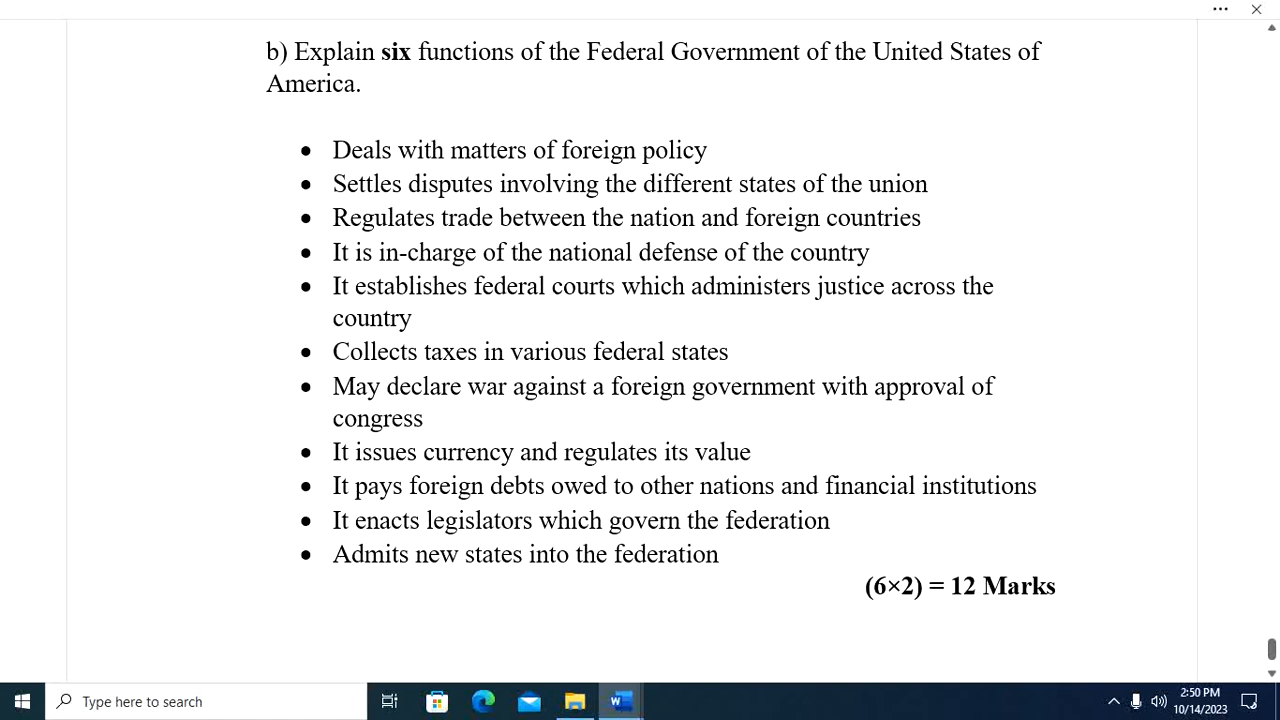 b) Explain six functions of the Federal Government of the United States of
America.
• Deals with matters of foreign policy
• Settles disputes involving the different states of the union
• Regulates trade between the nation and foreign countries
• It is in-charge of the national defense of the country
• It establishes federal courts which administers justice across the
country
• Collects taxes in various federal states
• May declare war against a foreign government with approval of
congress
• It issues currency and regulates its value
• It pays foreign debts owed to other nations and financial institutions
• It enacts legislators which govern the federation
• Admits new states into the federation
(6×2) = 12 Marks
Type here to search
2:50 PM
10/14/2023